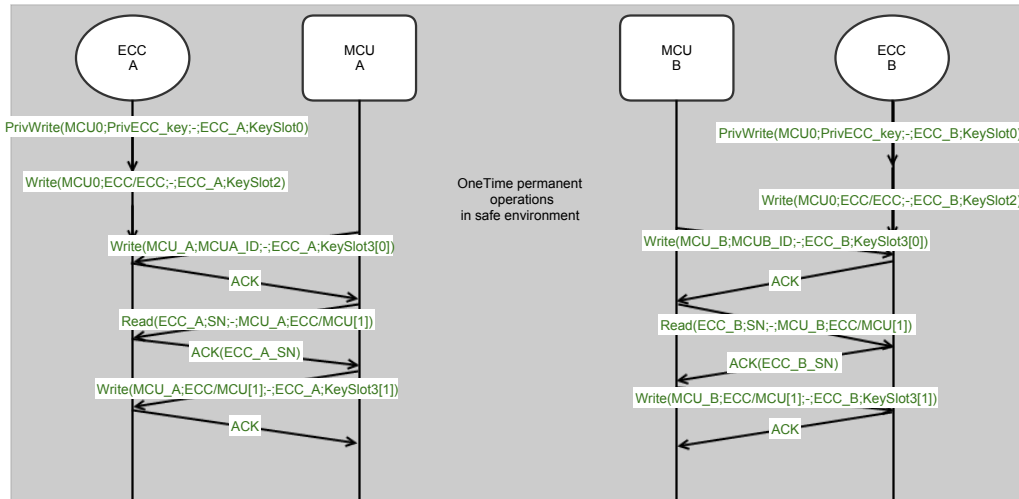 ECC
A
MCU
A
MCU
B
ECC
B
PrivWrite(MCU0;PrivECC_key;-;ECC_A;KeySlot0)
PrivWrite(MCU0;PrivECC_key;-;ECC_B;KeySlot0)
Write(MCU0;ECC/ECC;-;ECC_A;KeySlot2)
OneTime permanent
operations
in safe environment
Write(MCU0;ECC/ECC;-;ECC_B;KeySlot2)
Write(MCU_A;MCUA_ID;-;ECC_A;KeySlot3[0])
Write(MCU_B;MCUB_ID;-;ECC_B;KeySlot3[0])
ACK
ACK
Read(ECC_A;SN;-;MCU_A;ECC/MCU[1])
Read(ECC_B;SN;-;MCU_B;ECC/MCU[1])
ACK(ECC_A_SN)
ACK(ECC_B_SN)
Write(MCU_A;ECC/MCU[1];-;ECC_A;KeySlot3[1])
Write(MCU_B;ECC/MCU[1];-;ECC_B;KeySlot3[1])
ACK
ACK